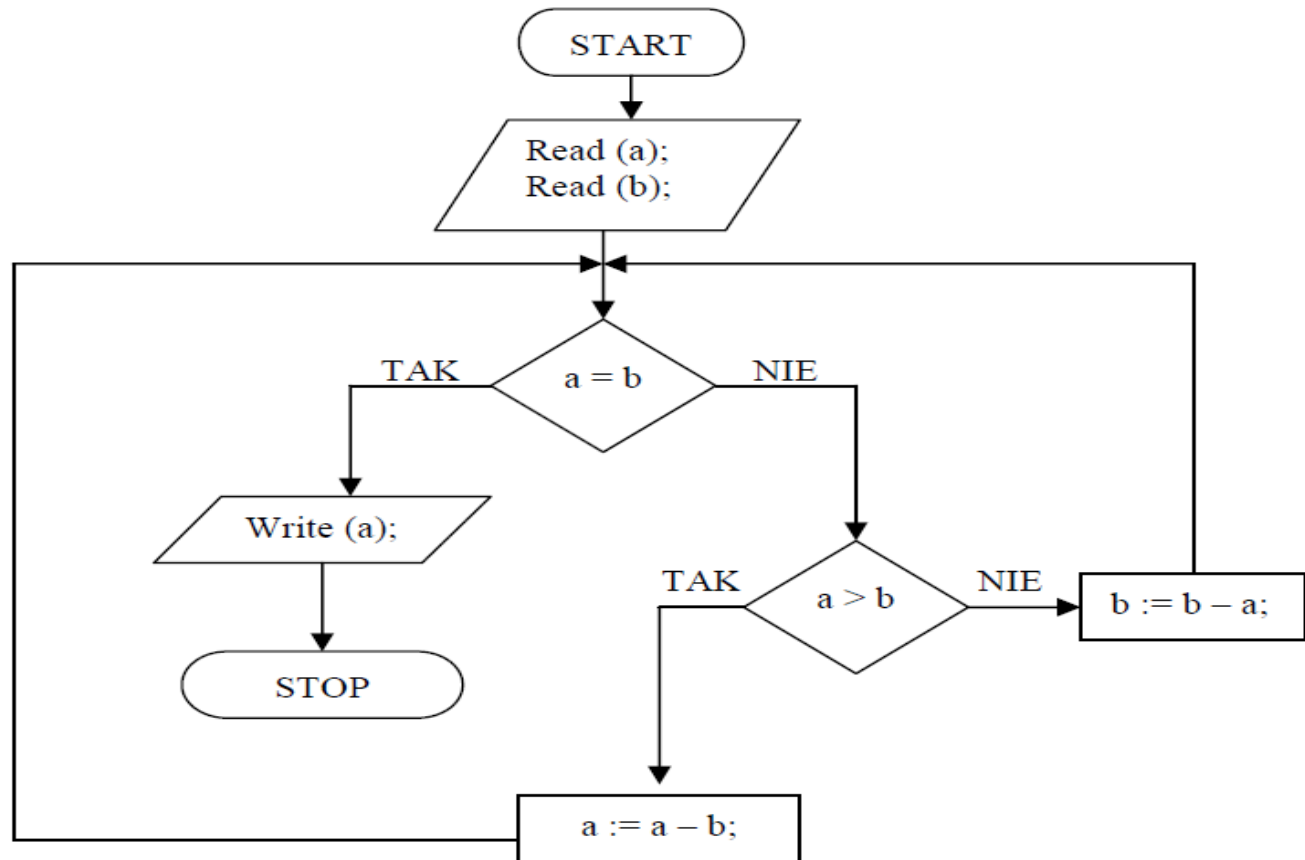 START
Read (a);
Read (b);
a = b
TAK
NIE
Write (a);
a > b
TAK
NIE
b := b – a;
STOP
a := a – b;